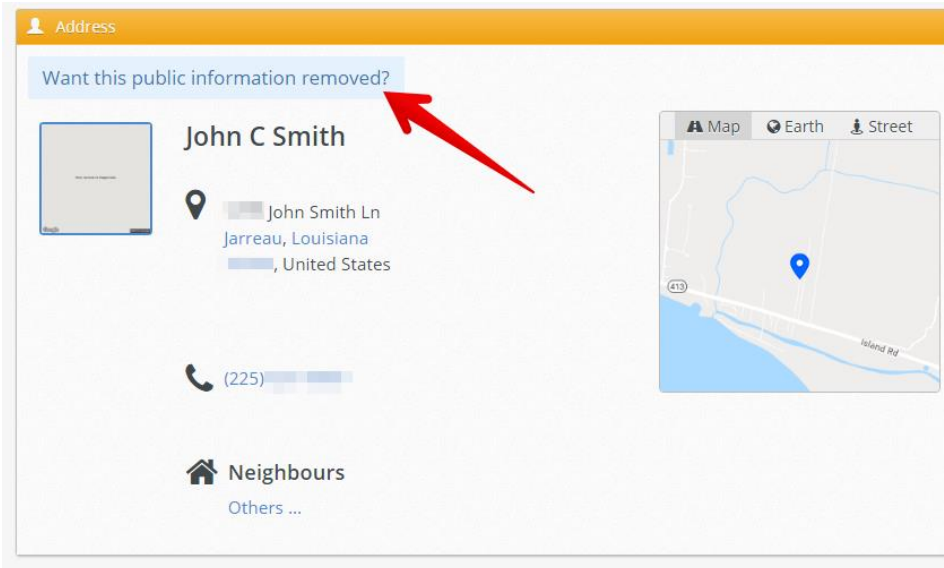 Address
Want this public information removed?
John C Smith
John Smith Ln
Jarreau, Louisiana
, United States
(225)
Neighbours
Others ...
Map Earth Street
413
Island Rd
Google